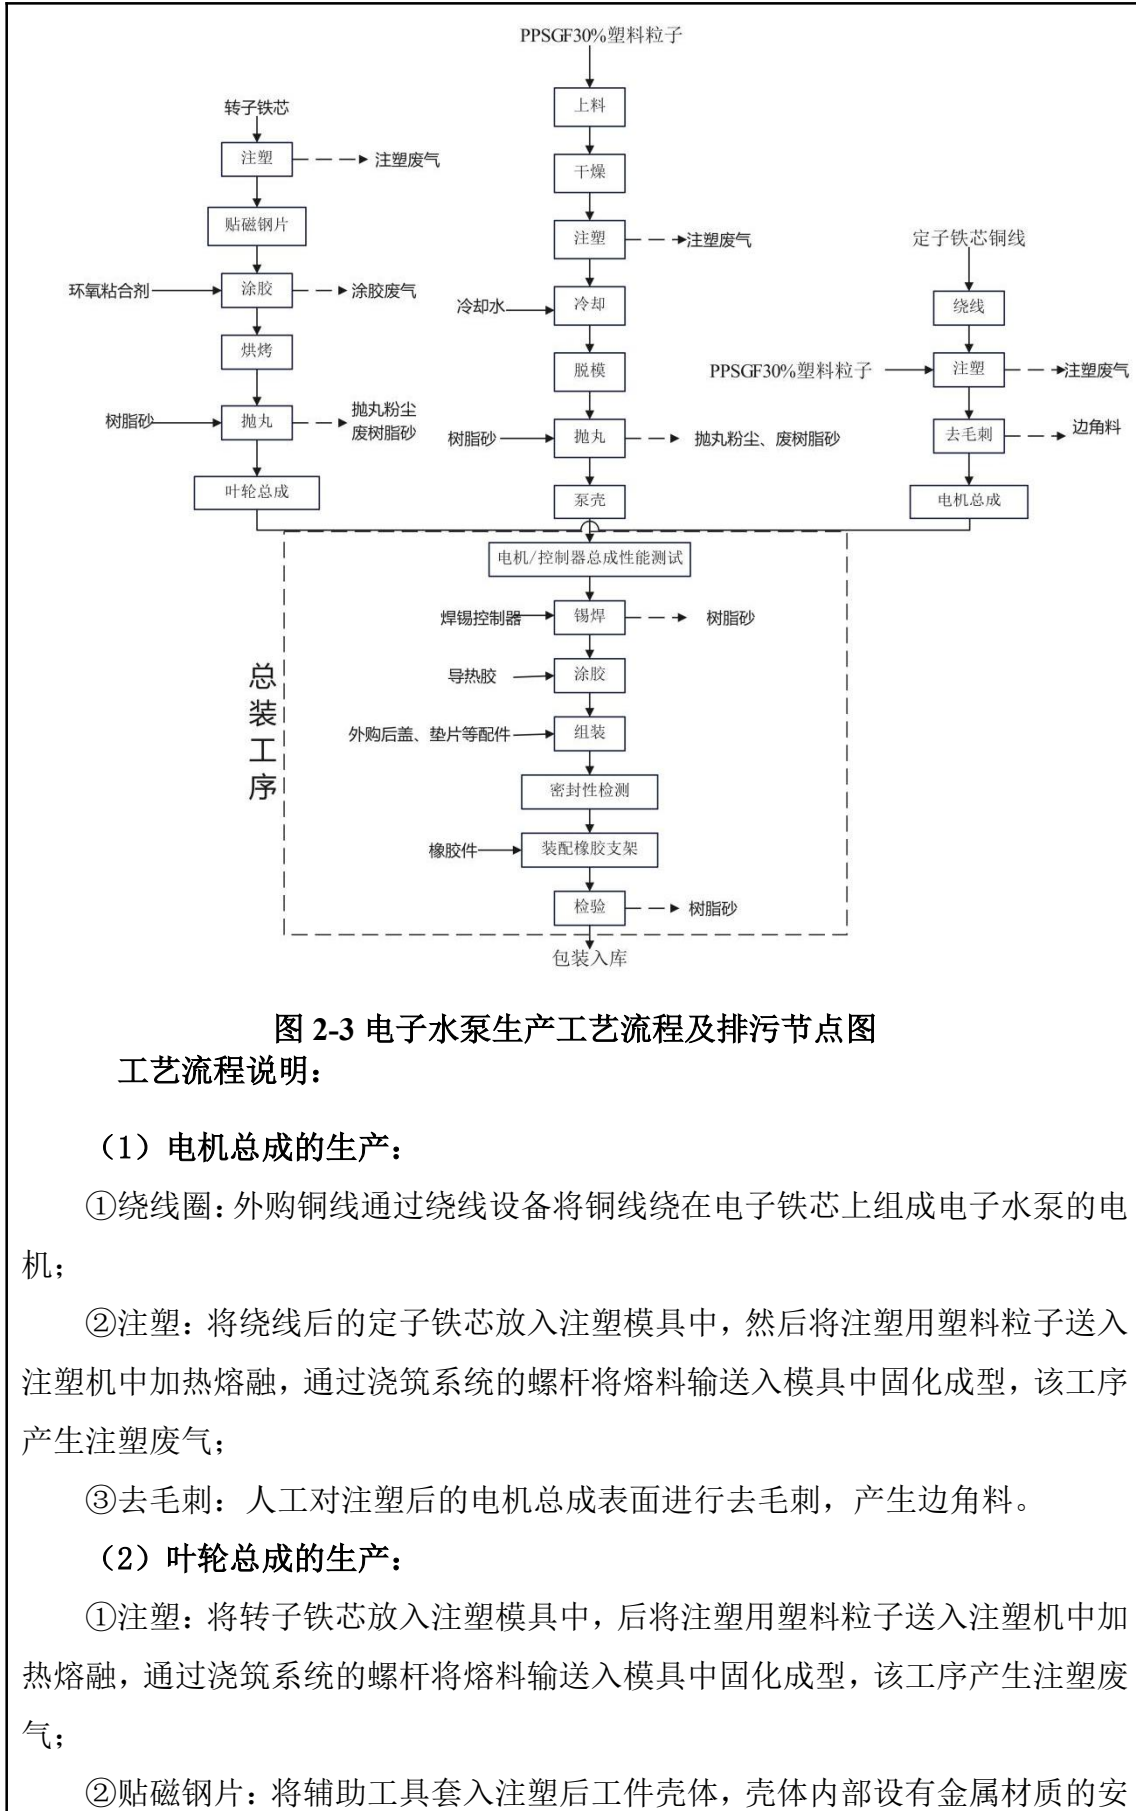 PPSGF30%塑料粒子
上料
干燥
注塑
注塑废气
冷却水
冷却
脱模
树脂砂
抛丸
抛丸粉尘、废树脂砂
泵壳
转子铁芯
注塑
注塑废气
贴磁钢片
环氧粘合剂
涂胶
涂胶废气
烘烤
树脂砂
抛丸
抛丸粉尘
废树脂砂
叶轮总成
定子铁芯铜线
绕线
PPSGF30%塑料粒子
注塑
注塑废气
去毛刺
边角料
电机总成
总装工序
电机/控制器总成性能测试
焊锡控制器
锡焊
树脂砂
导热胶
涂胶
外购后盖、垫片等配件
组装
密封性检测
橡胶件
装配橡胶支架
检验
树脂砂
包装入库
图 2-3 电子水泵生产工艺流程及排污节点图
工艺流程说明：
（1）电机总成的生产：
①绕线圈：外购铜线通过绕线设备将铜线绕在电子铁芯上组成电子水泵的电
机；
②注塑：将绕线后的定子铁芯放入注塑模具中，然后将注塑用塑料粒子送入
注塑机中加热熔融，通过浇筑系统的螺杆将熔料输送入模具中固化成型，该工序
产生注塑废气；
③去毛刺：人工对注塑后的电机总成表面进行去毛刺，产生边角料。
（2）叶轮总成的生产：
①注塑：将转子铁芯放入注塑模具中，后将注塑用塑料粒子送入注塑机中加
热熔融，通过浇筑系统的螺杆将熔料输送入模具中固化成型，该工序产生注塑废
气；
②贴磁钢片：将辅助工具套入注塑后工件壳体，壳体内部设有金属材质的安